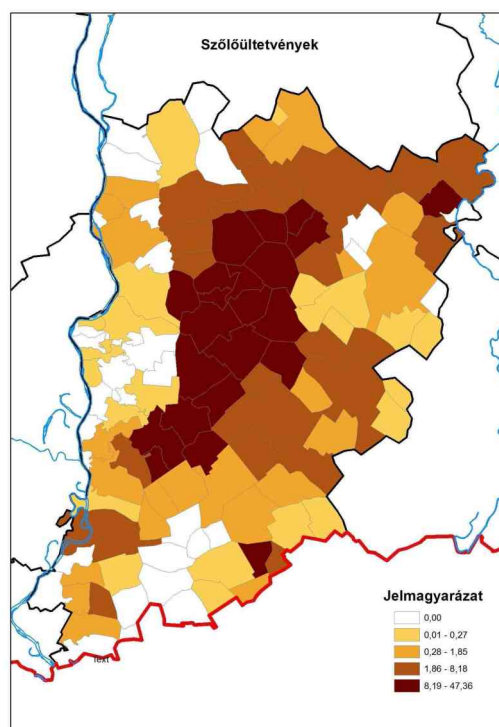 Szőlőültetvények
Jelmagyarázat
0,00
0,01 - 0,27
0,28 - 1,85
1,86 - 8,18
8,19 - 47,36
Text